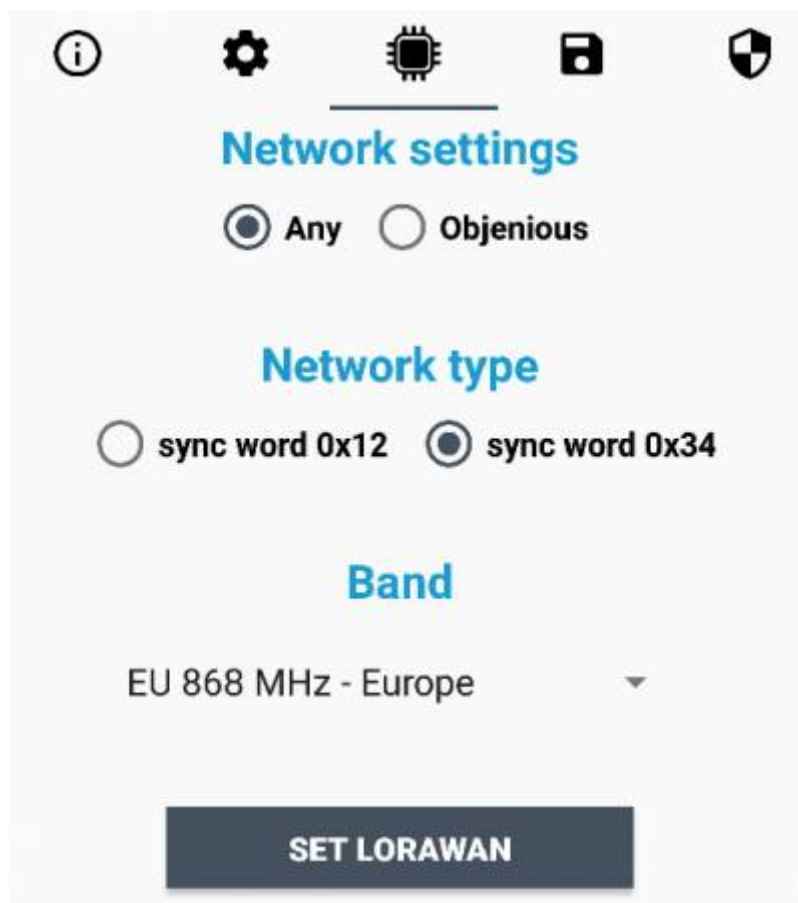 Network settings
Any Objenious
Network type
sync word 0x12 sync word 0x34
Band
EU 868 MHz - Europe
SET LORAWAN